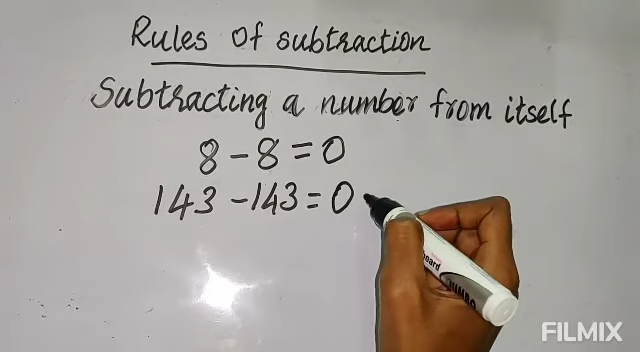 Rules of subtraction
Subtracting a number from itself
8 - 8 = 0
143 - 143 = 0
FILMIX